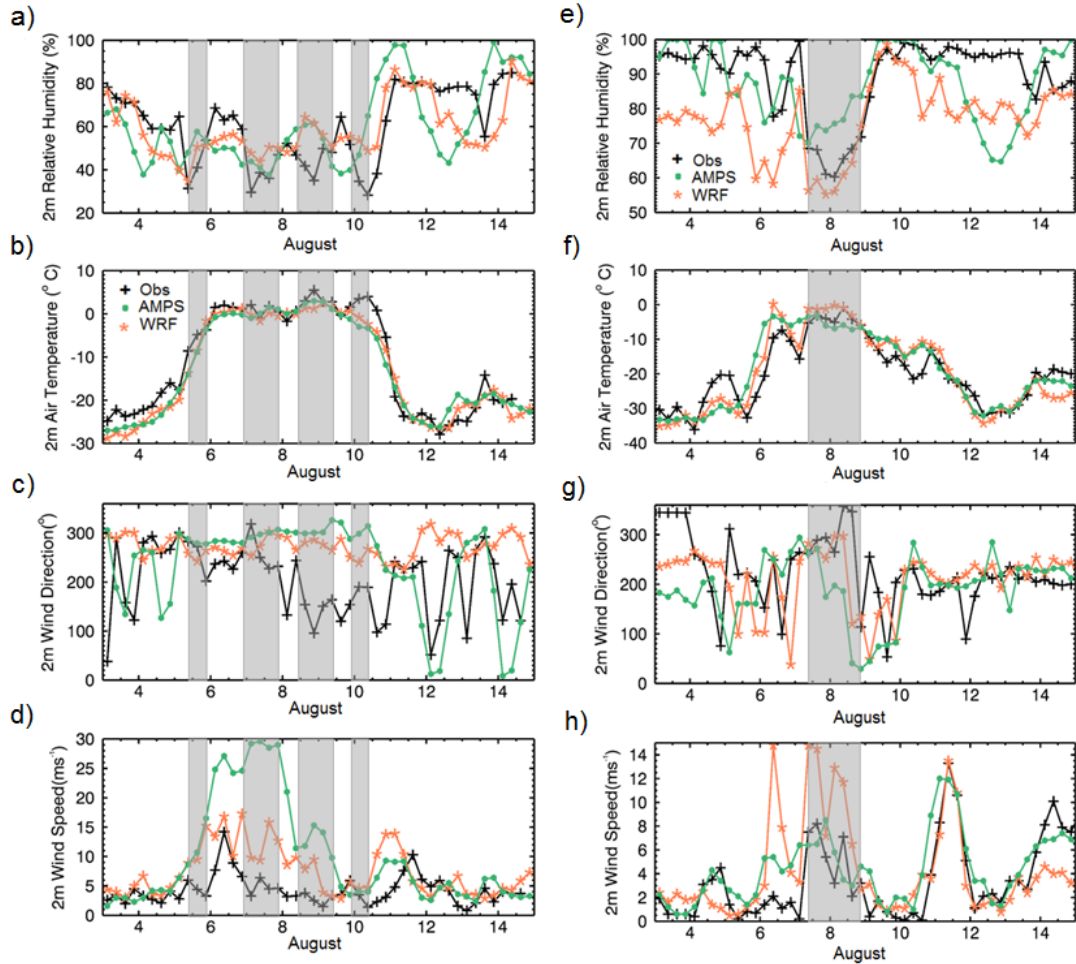 a)
2m Relative Humidity (%)
100
80
60
40
20
4 6 8 10 12 14
August
b)
2m Air Temperature (° C)
10
0
-10
-20
-30
Obs
AMPS
WRF
4 6 8 10 12 14
August
c)
2m Wind Direction(°)
300
200
100
0
4 6 8 10 12 14
August
d)
2m Wind Speed(ms⁻¹)
30
25
20
15
10
5
0
4 6 8 10 12 14
August
e)
2m Relative Humidity (%)
100
90
80
70
60
50
Obs
AMPS
WRF
4 6 8 10 12 14
August
f)
2m Air Temperature (° C)
10
0
-10
-20
-30
-40
4 6 8 10 12 14
August
g)
2m Wind Direction(°)
300
200
100
0
4 6 8 10 12 14
August
h)
2m Wind Speed(ms⁻¹)
14
12
10
8
6
4
2
0
4 6 8 10 12 14
August